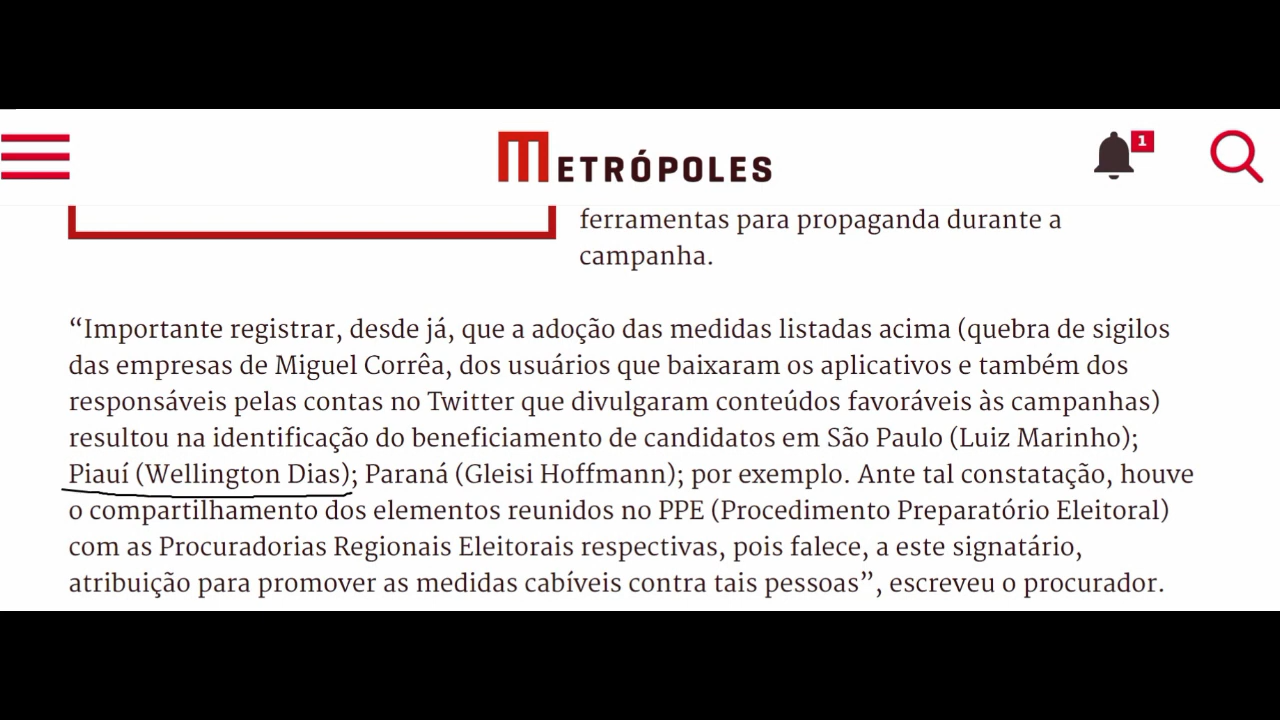 METRÓPOLES
1
ferramentas para propaganda durante a
campanha.
“Importante registrar, desde já, que a adoção das medidas listadas acima (quebra de sigilos
das empresas de Miguel Corrêa, dos usuários que baixaram os aplicativos e também dos
responsáveis pelas contas no Twitter que divulgaram conteúdos favoráveis às campanhas)
resultou na identificação do beneficiamento de candidatos em São Paulo (Luiz Marinho);
Piauí (Wellington Dias); Paraná (Gleisi Hoffmann); por exemplo. Ante tal constatação, houve
o compartilhamento dos elementos reunidos no PPE (Procedimento Preparatório Eleitoral)
com as Procuradorias Regionais Eleitorais respectivas, pois falece, a este signatário,
atribuição para promover as medidas cabíveis contra tais pessoas”, escreveu o procurador.